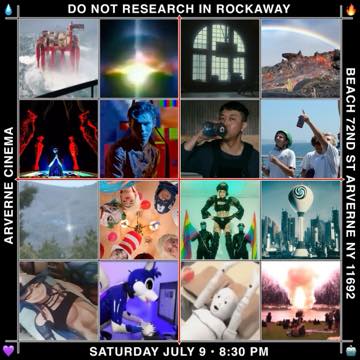 DO NOT RESEARCH IN ROCKAWAY
ARVERNE CINEMA
BEACH 72ND ST ARVERNE NY 11692
SATURDAY JULY 9 • 8:30 PM